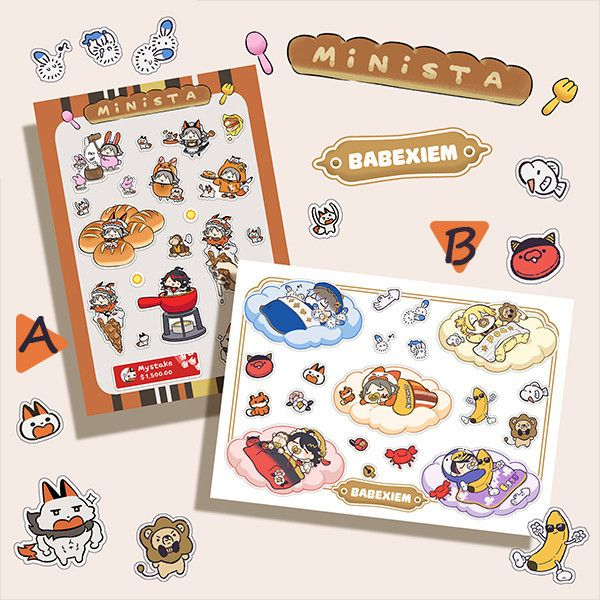 MiNiSTA
MiNiSTA
BABEXIEM
B
A
Mystake
$1,500.00
BABEXIEM